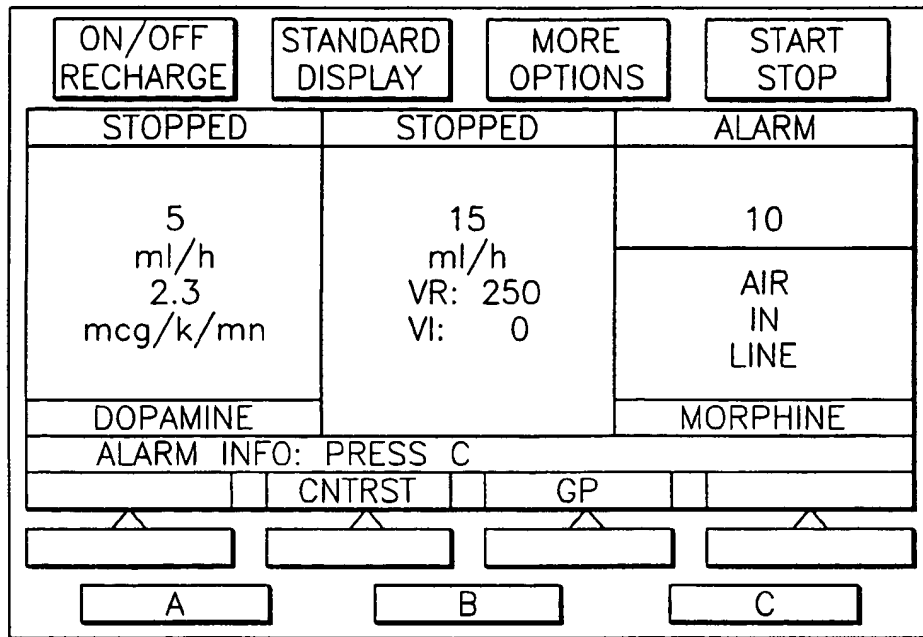 ON/OFF
RECHARGE
STANDARD
DISPLAY
MORE
OPTIONS
START
STOP
STOPPED
5
ml/h
2.3
mcg/k/mn
DOPAMINE
STOPPED
15
ml/h
VR: 250
VI: 0
ALARM
10
AIR
IN
LINE
MORPHINE
ALARM INFO: PRESS C
CNTRST
GP
A
B
C